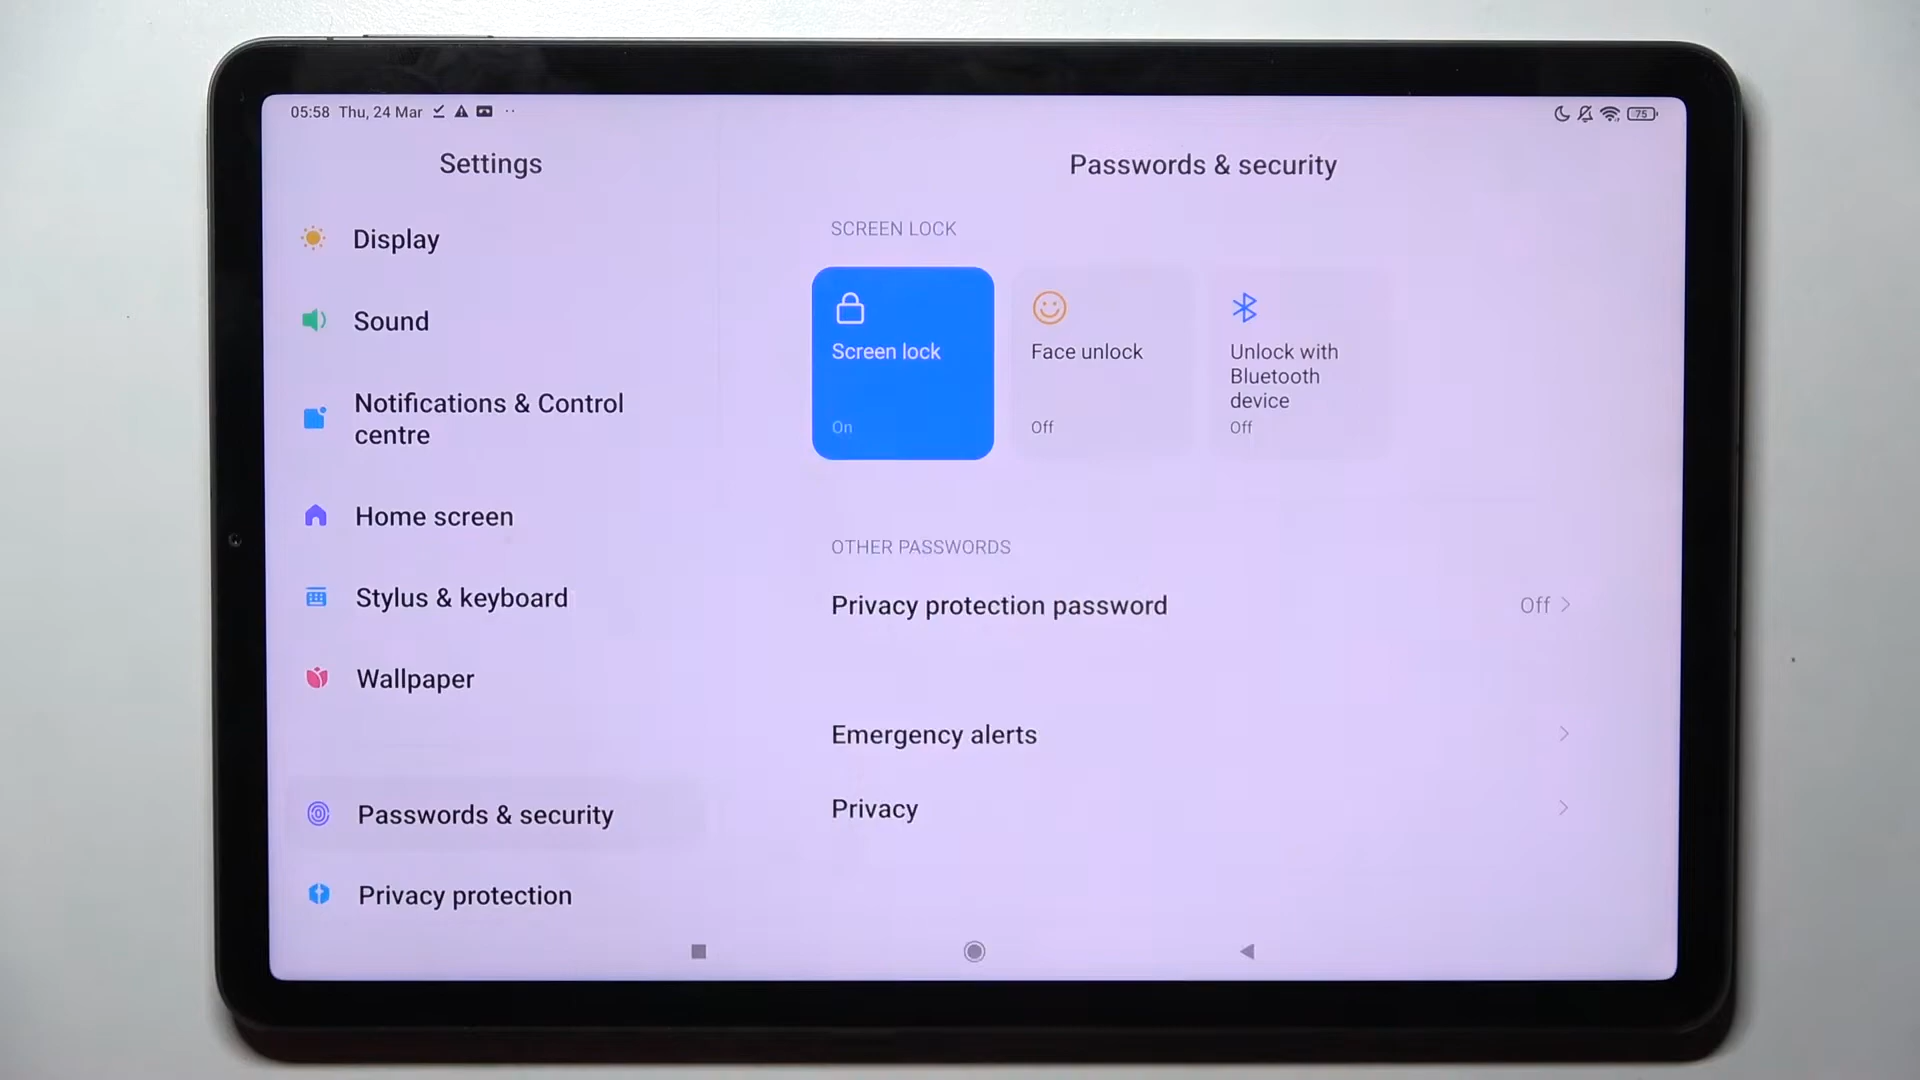 05:58 Thu, 24 Mar
75
Settings
Display
Sound
Notifications & Control
centre
Home screen
Stylus & keyboard
Wallpaper
Passwords & security
Privacy protection
Passwords & security
SCREEN LOCK
Screen lock
On
Face unlock
Off
Unlock with
Bluetooth
device
Off
OTHER PASSWORDS
Privacy protection password
Off
Emergency alerts
Privacy